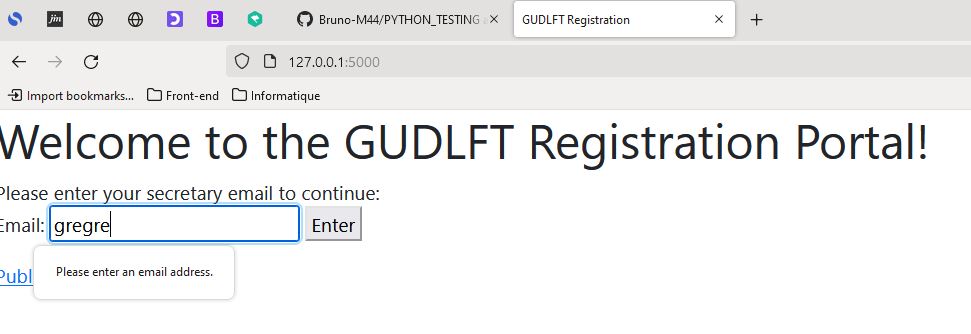 Bruno-M44/PYTHON_TESTING
GUDLFT Registration
127.0.0.1:5000
Import bookmarks...
Front-end
Informatique
Welcome to the GUDLFT Registration Portal!
Please enter your secretary email to continue:
Email: gregre Enter
Please enter an email address.
Publ